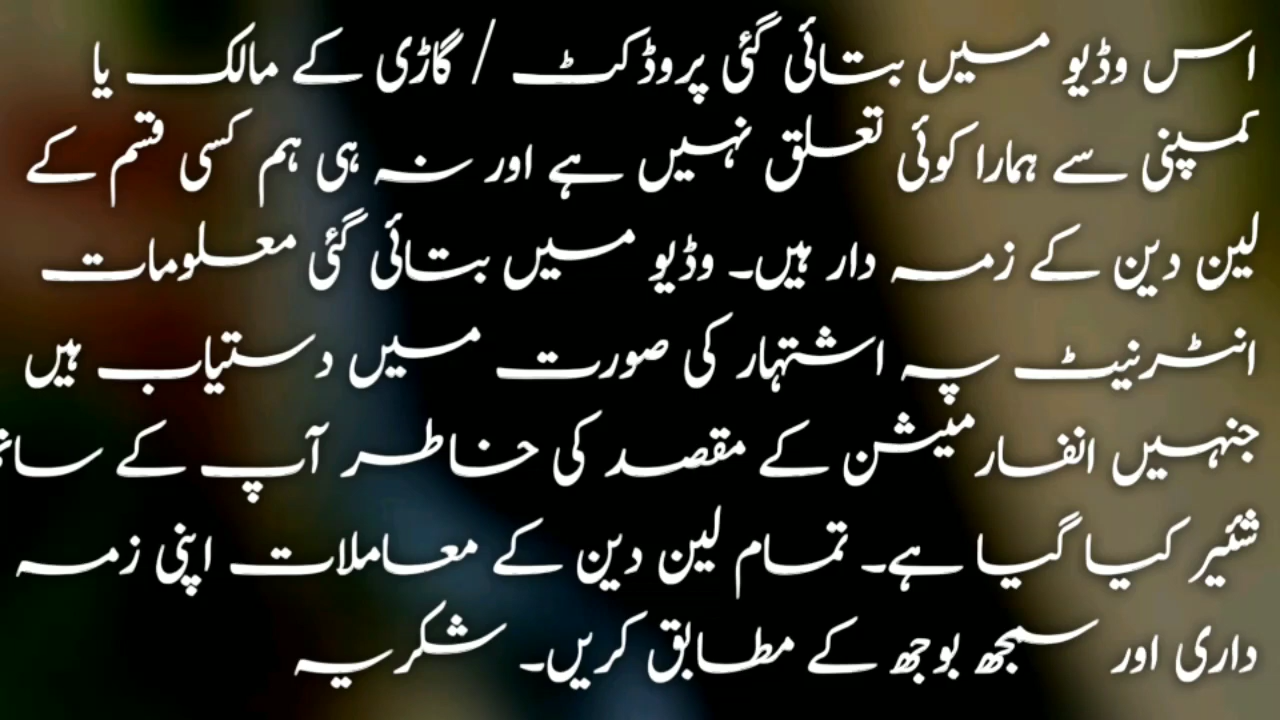 اس وڈیو میں بتائی گئی پروڈکٹ / گاڑی کے مالک یا
کمپنی سے ہمارا کوئی تعلق نہیں ہے اور نہ ہی ہم کسی قسم کے
لین دین کے زمہ دار ہیں۔ وڈیو میں بتائی گئی معلومات
انٹرنیٹ پہ اشتہار کی صورت میں دستیاب ہیں
جنہیں انفارمیشن کے مقصد کی خاطر آپ کے
شئیر کیا گیا ہے۔ تمام لین دین کے معاملات اپنی زمہ
داری اور سمجھ بوجھ کے مطابق کریں۔ شکریہ